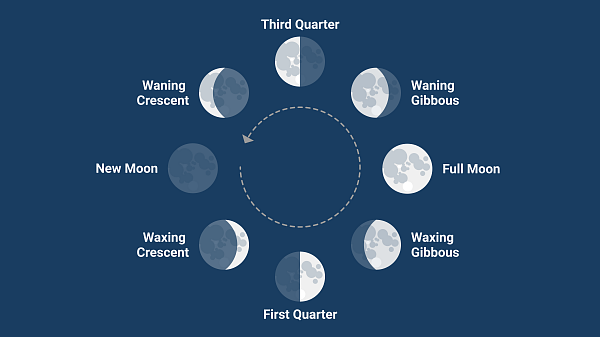 Third Quarter
Waning
Crescent
Waning
Gibbous
New Moon
Full Moon
Waxing
Crescent
Waxing
Gibbous
First Quarter